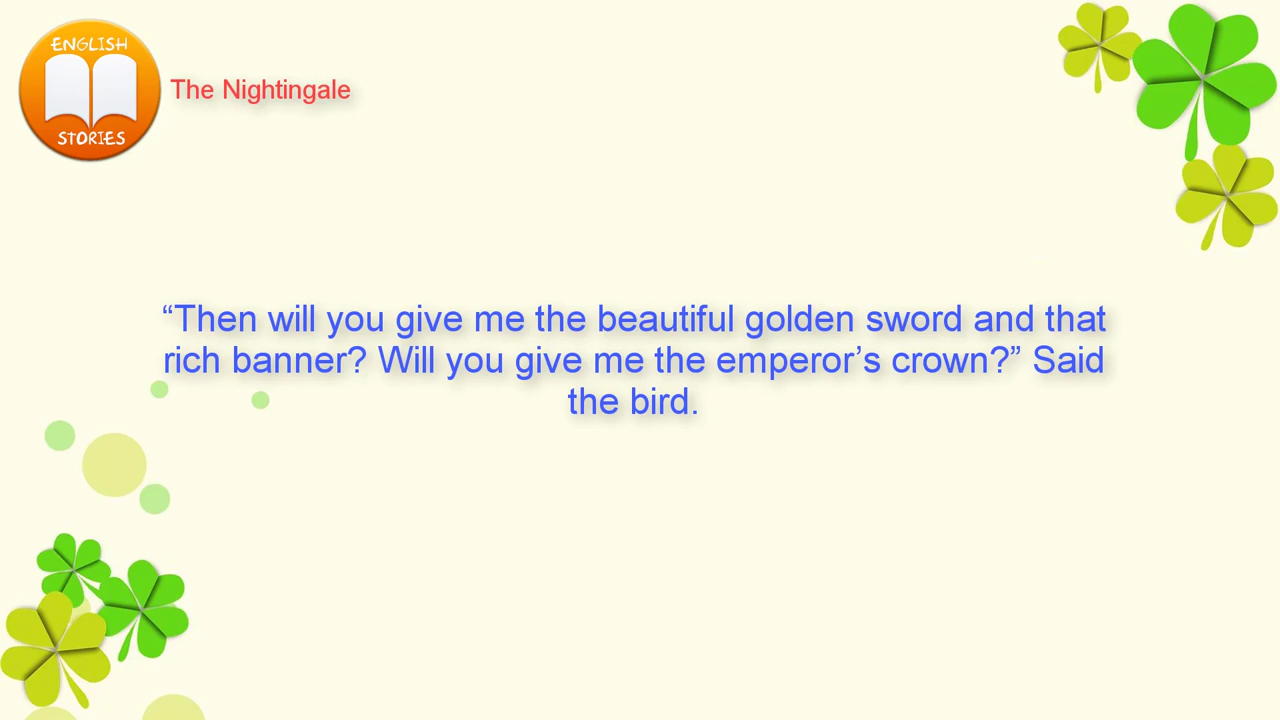 ENGLISH
STORIES
The Nightingale
“Then will you give me the beautiful golden sword and that
rich banner? Will you give me the emperor’s crown?” Said
the bird.